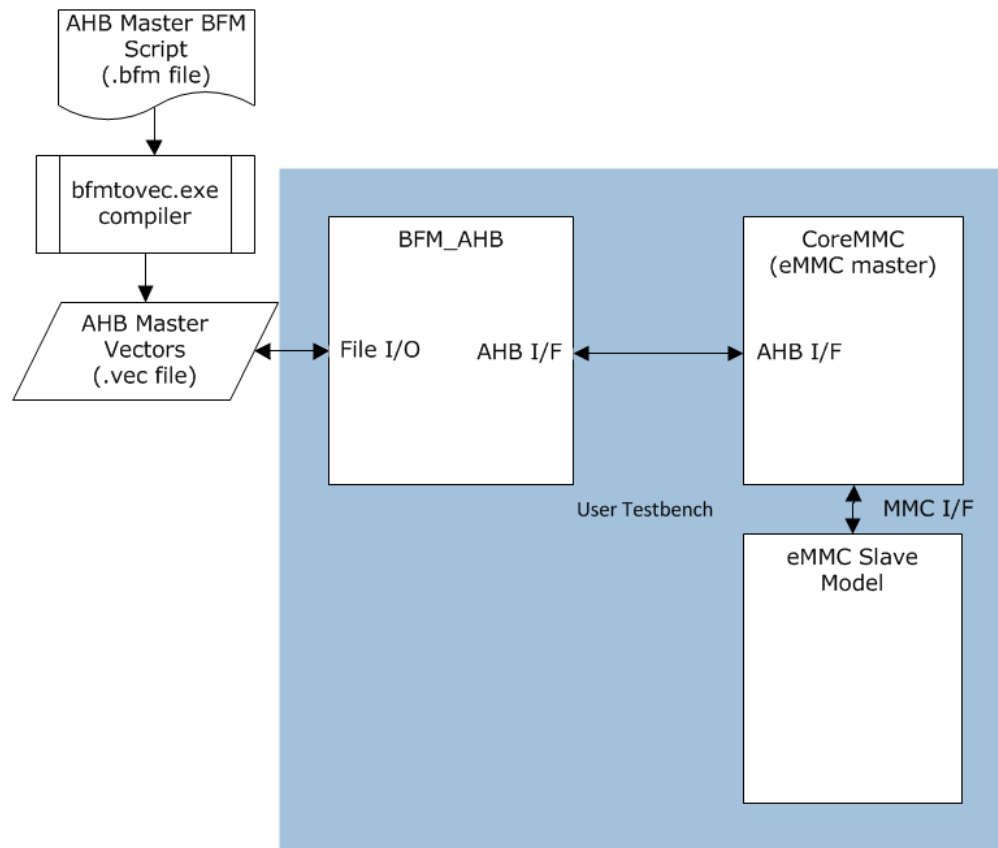 AHB Master BFM
Script
(.bfm file)
bfmtovec.exe
compiler
AHB Master
Vectors
(.vec file)
BFM_AHB
File I/O
AHB I/F
CoreMMC
(eMMC master)
AHB I/F
User Testbench
MMC I/F
eMMC Slave
Model